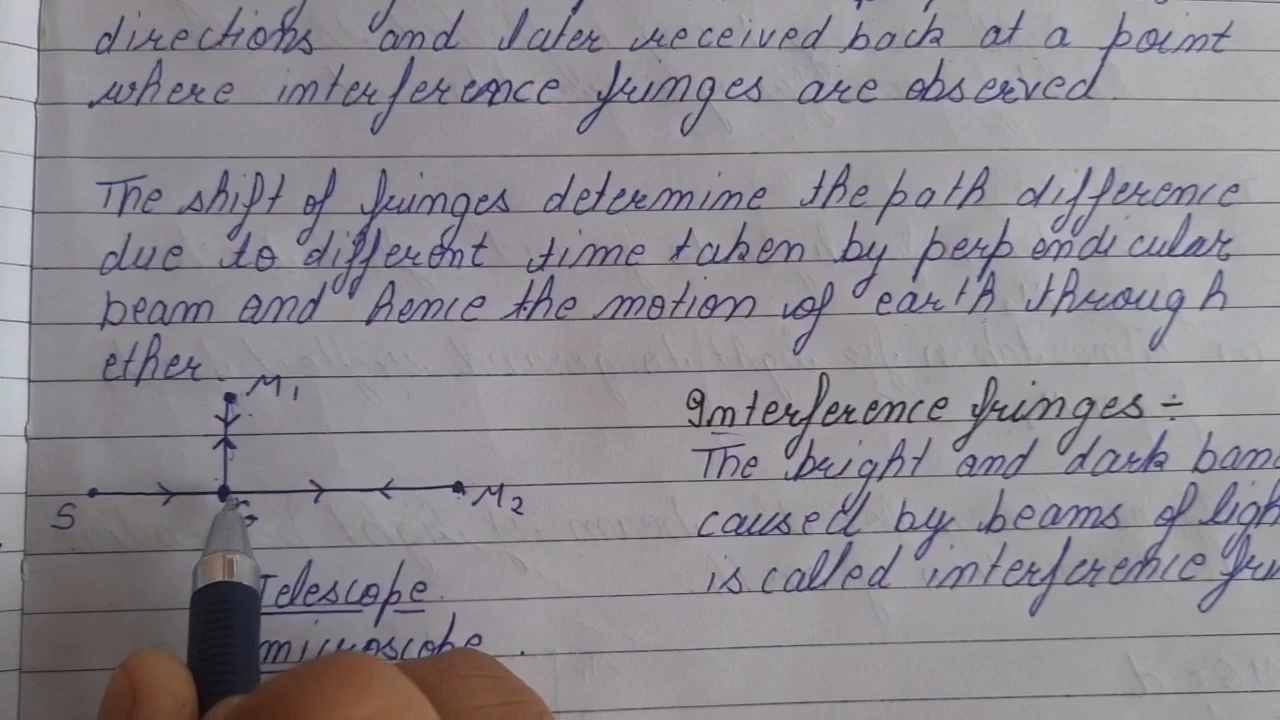 directions and later received back at a point
where interference fringes are observed.
The shift of fringes determine the path difference
due to different time taken by perpendicular
beam and hence the motion of earth through
ether.
M1
S
M2
Telescope
microscope.
Interference fringes ÷
The bright and dark ban
caused by beams of ligh
is called interference fru